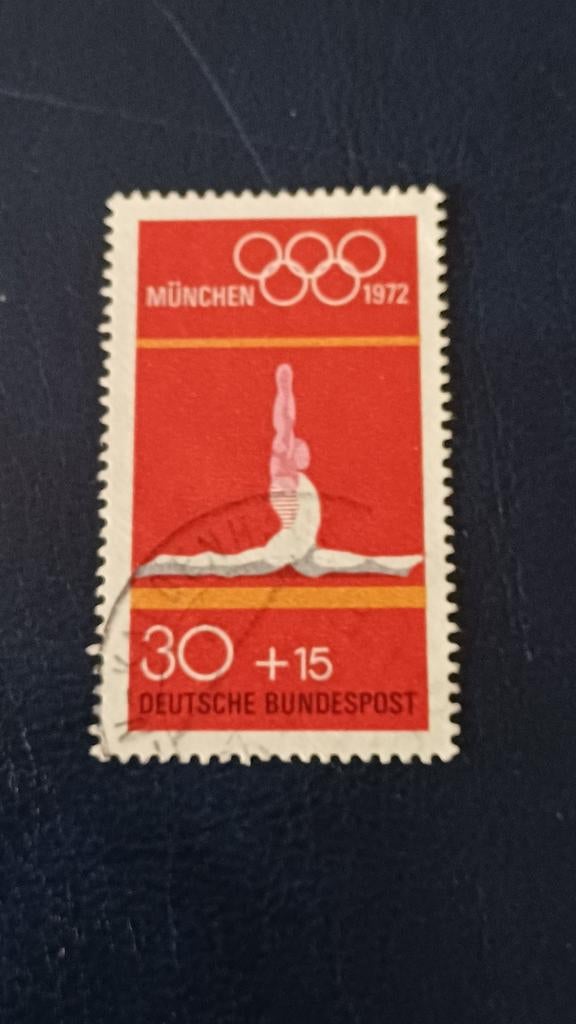 MÜNCHEN 1972
30 +15
DEUTSCHE BUNDESPOST